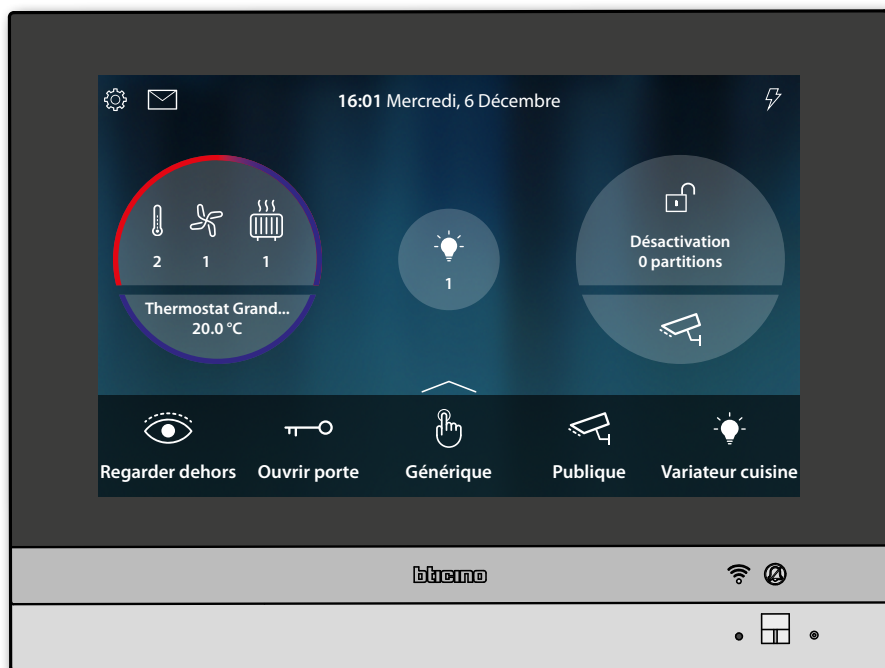 16:01 Mercredi, 6 Décembre
2 1 1
Thermostat Grand...
20.0 °C
1
Désactivation
0 partitions
Regarder dehors Ouvrir porte Générique Publique Variateur cuisine
bticino